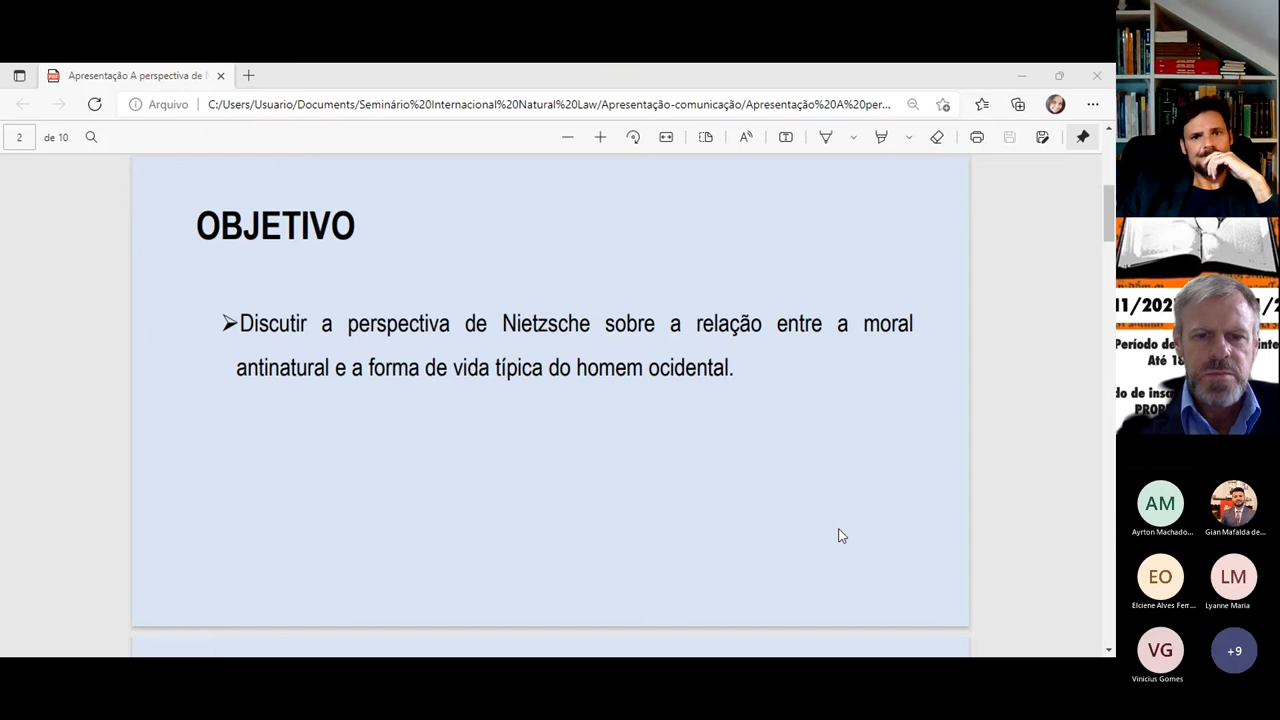 Apresentação A perspectiva de
Arquivo
C:/Users/Usuario/Documents/Seminário%20Internacional%20Natural%20Law/Apresentação-comunicação/Apresentação%20A%20per...
2 de 10
OBJETIVO
➢Discutir a perspectiva de Nietzsche sobre a relação entre a moral
antinatural e a forma de vida típica do homem ocidental.
Período de
Até 18
PROP
AM
Ayrton Machado...
Gian Mafalda de...
EO
Elciene Alves Ferr...
LM
Lyanne Maria
VG
Vinicius Gomes
+9